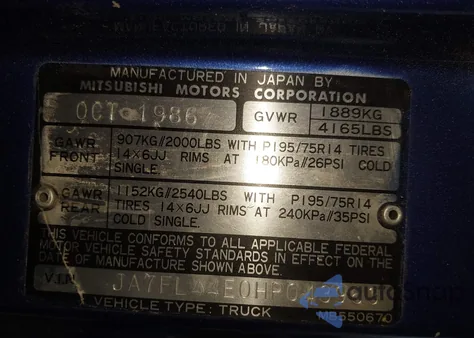 MANUFACTURED IN JAPAN BY
MITSUBISHI MOTORS CORPORATION
OCT 1986
GVWR 1889KG
4165LBS
GAWR FRONT 907KG//2000LBS WITH P195/75R14 TIRES
14×6JJ RIMS AT 180KPa//26PSI COLD
SINGLE.
GAWR REAR 1152KG//2540LBS WITH P195/75R14
TIRES 14×6JJ RIMS AT 240KPa//35PSI
COLD SINGLE.
THIS VEHICLE CONFORMS TO ALL APPLICABLE FEDERAL
MOTOR VEHICLE SAFETY STANDARDS IN EFFECT ON THE
DATE OF MANUFACTURE SHOWN ABOVE.
V.I.N.
VEHICLE TYPE: TRUCK
MB550670